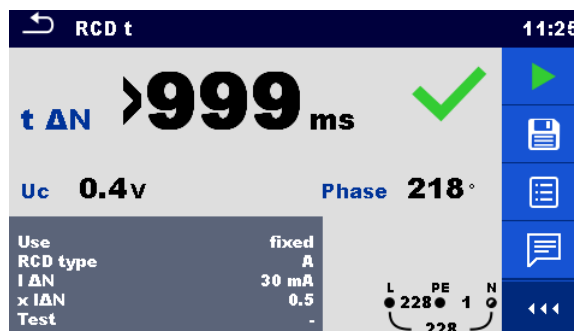 RCD t 11:25
t ΔN >999 ms
Uc 0.4V Phase 218°
Use fixed
RCD type A
I ΔN 30 mA
x IΔN 0.5
Test -
L PE N
228 1
228